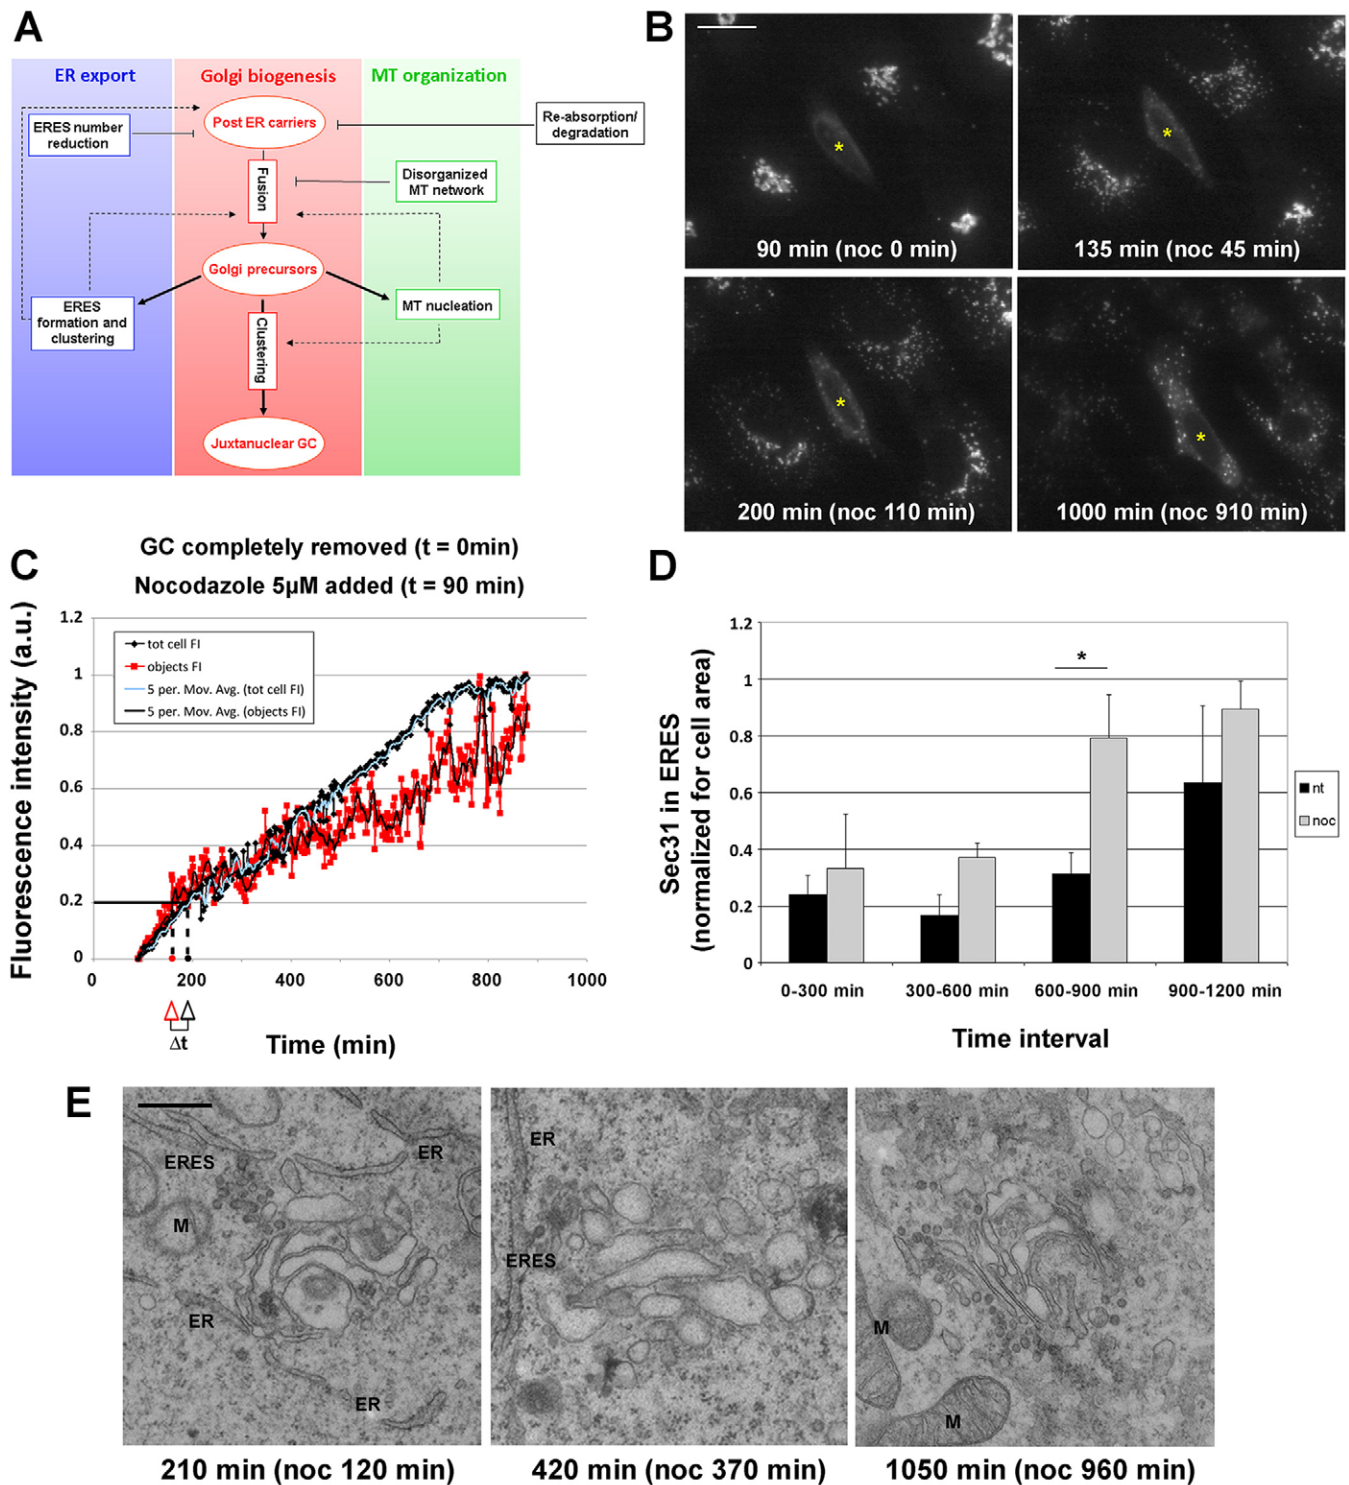 A
ER export
Golgi biogenesis
MT organization
Post ER carriers
ERES number
reduction
Re-absorption/
degradation
Fusion
Disorganized
MT network
Golgi precursors
ERES
formation and
clustering
MT nucleation
Clustering
Juxtanuclear GC
B
*
90 min (noc 0 min)
*
135 min (noc 45 min)
*
200 min (noc 110 min)
*
1000 min (noc 910 min)
C
GC completely removed (t = 0min)
Nocodazole 5µM added (t = 90 min)
Fluorescence intensity (a.u.)
1.2
1
0.8
0.6
0.4
0.2
0
tot cell FI
objects FI
5 per. Mov. Avg. (tot cell FI)
5 per. Mov. Avg. (objects FI)
0
200
400
600
800
1000
Δt
Time (min)
D
Sec31 in ERES
(normalized for cell area)
1.2
1
0.8
0.6
0.4
0.2
0
*
nt
noc
0-300 min
300-600 min
600-900 min
900-1200 min
Time interval
E
ERES
ER
M
ER
ER
210 min (noc 120 min)
ER
ERES
420 min (noc 370 min)
M
M
1050 min (noc 960 min)